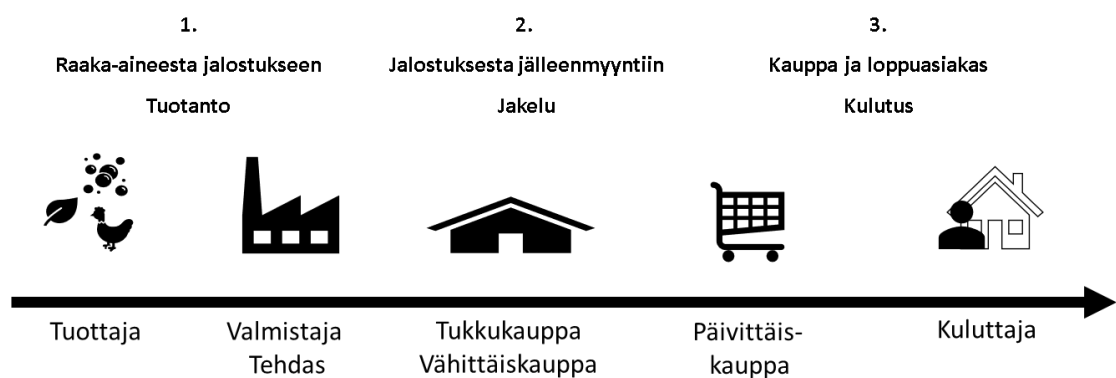 1.
Raaka-aineesta jalostukseen
Tuotanto
2.
Jalostuksesta jälleenmyyntiin
Jakelu
3.
Kauppa ja loppuasiakas
Kulutus
Tuottaja
Valmistaja
Tehdas
Tukkukauppa
Vähittäiskauppa
Päivittäis-
kauppa
Kuluttaja